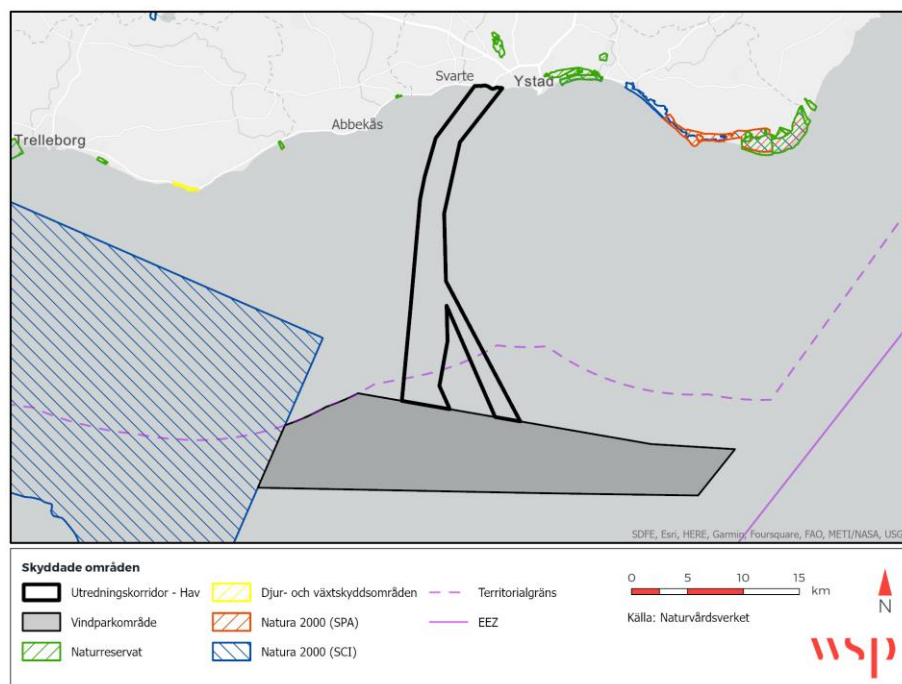 Svarte
Ystad
Abbekås
Trelleborg
SDFE, Esri, HERE, Garmin, Foursquare, FAO, METI/NASA, USG
Skyddade områden
Utredningskorridor - Hav
Vindparkområde
Naturreservat
Djur- och växtskyddsområden
Natura 2000 (SPA)
Natura 2000 (SCI)
Territorialgräns
EEZ
0 5 10 15
km
Källa: Naturvårdsverket
N
wsp